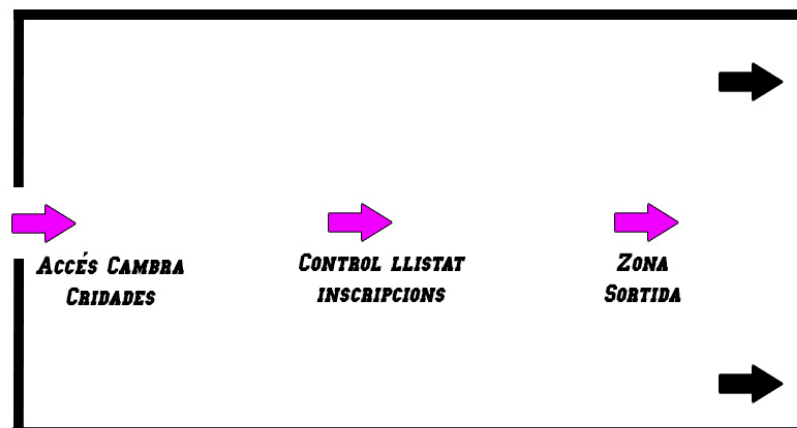 Accés Cambra
Cridades
Control llistat
inscripcions
Zona
Sortida